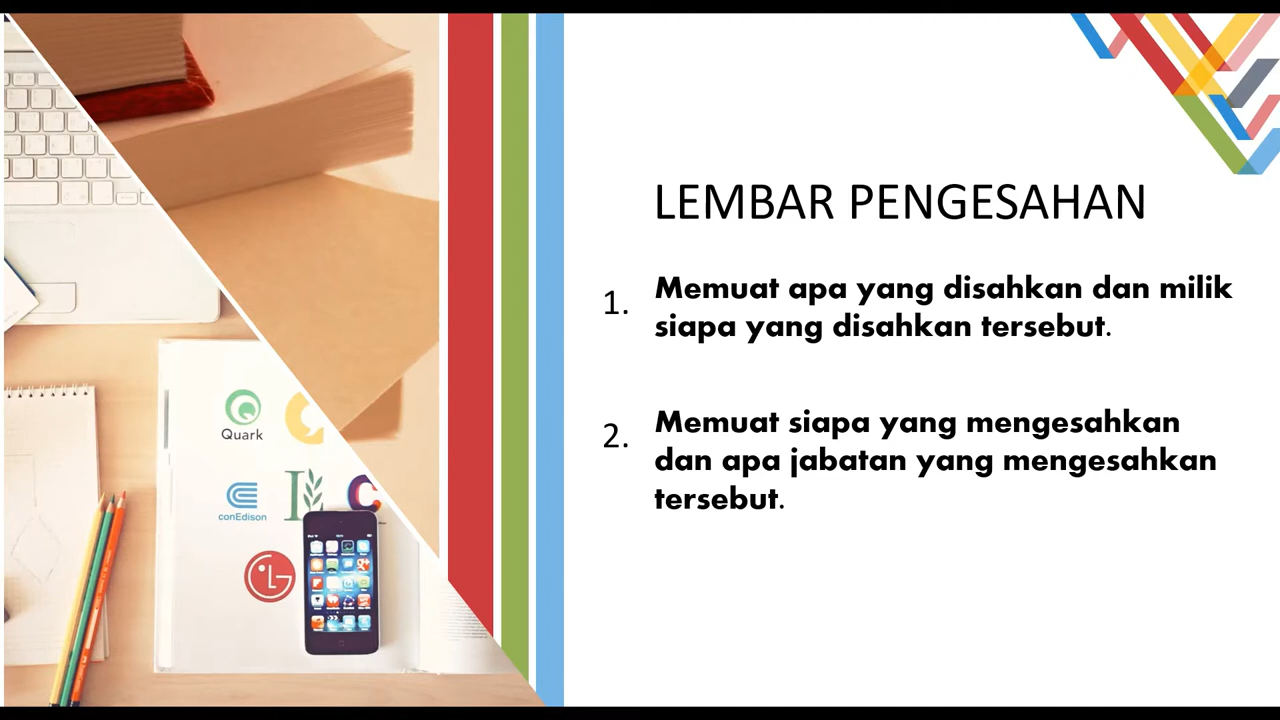 LEMBAR PENGESAHAN
1. Memuat apa yang disahkan dan milik
siapa yang disahkan tersebut.
2. Memuat siapa yang mengesahkan
dan apa jabatan yang mengesahkan
tersebut.
Quark
conEdison
LG